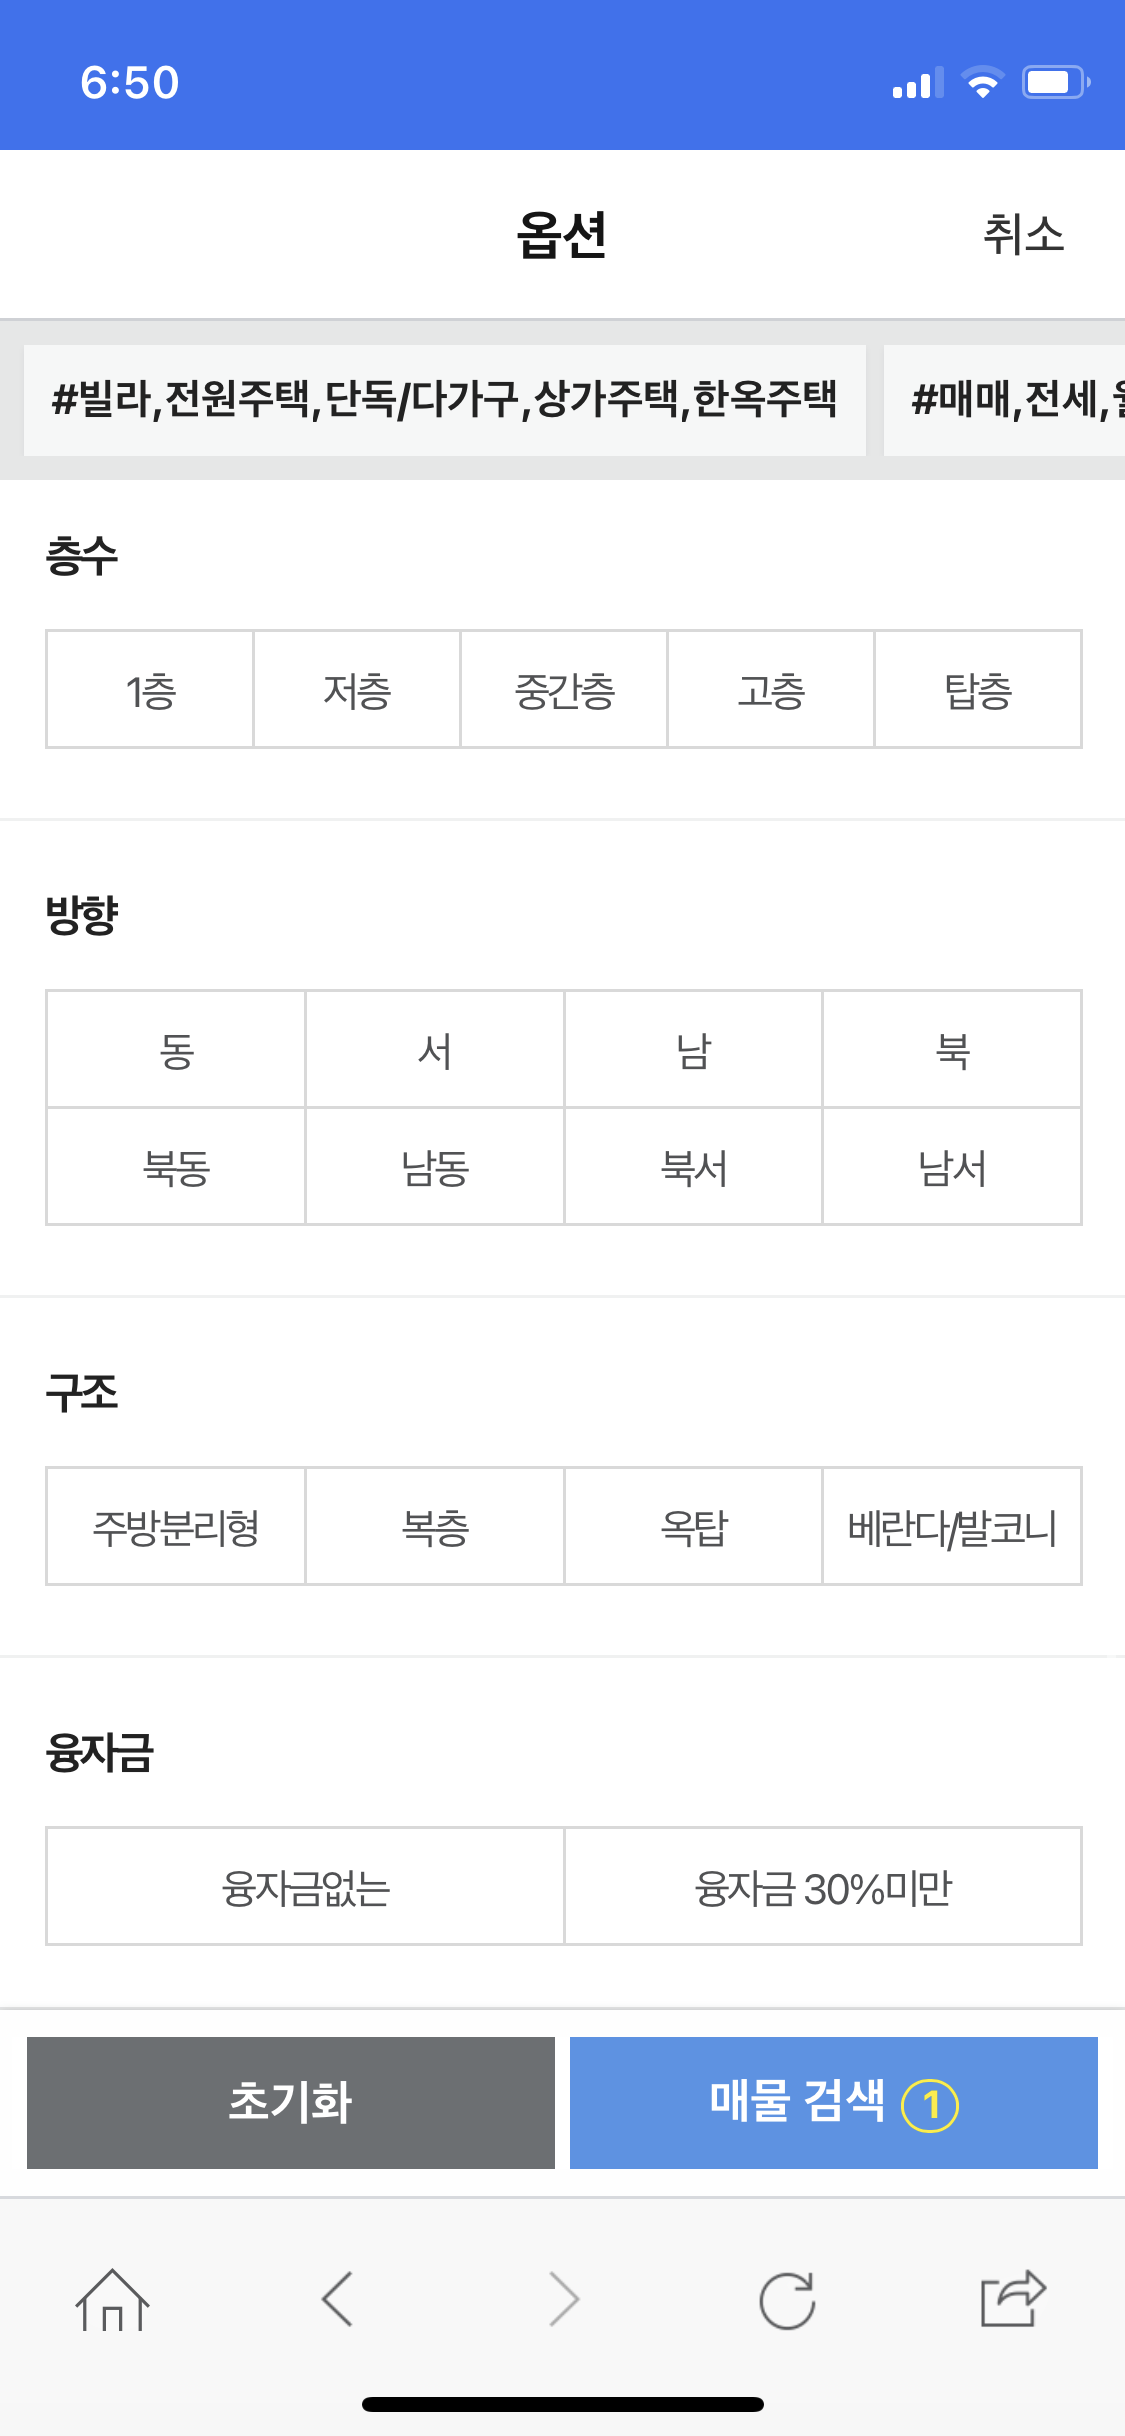 6:50
옵션 취소
#빌라,전원주택,단독/다가구,상가주택,한옥주택 #매매,전세,
층수
1층 저층 중간층 고층 탑층
방향
동 서 남 북
북동 남동 북서 남서
구조
주방분리형 복층 옥탑 베란다/발코니
융자금
융자금없는 융자금 30%미만
초기화 매물 검색 1